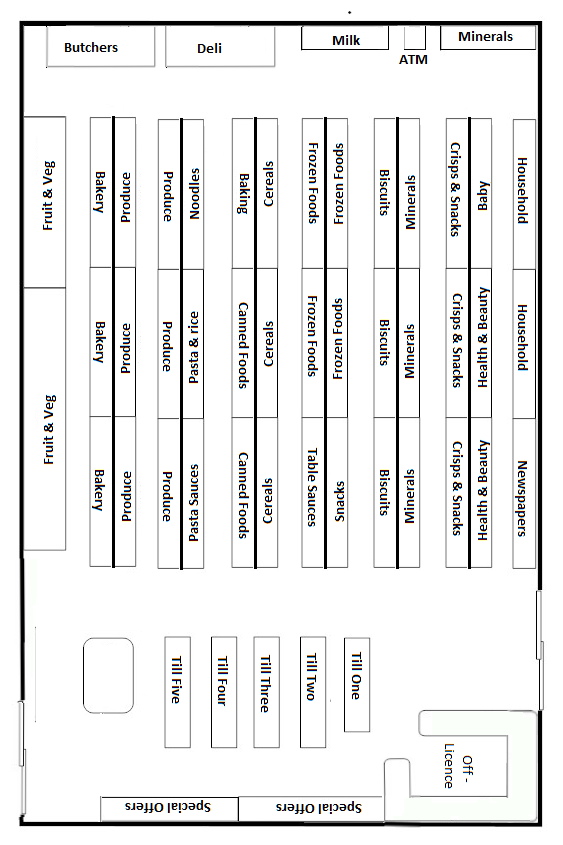 Butchers
Deli
Milk
ATM
Minerals
Fruit & Veg
Bakery
Produce
Produce
Noodles
Baking
Cereals
Frozen Foods
Frozen Foods
Biscuits
Minerals
Crisps & Snacks
Baby
Household
Fruit & Veg
Bakery
Produce
Produce
Pasta & rice
Canned Foods
Cereals
Frozen Foods
Frozen Foods
Biscuits
Minerals
Crisps & Snacks
Health & Beauty
Household
Bakery
Produce
Produce
Pasta Sauces
Canned Foods
Cereals
Table Sauces
Snacks
Biscuits
Minerals
Crisps & Snacks
Health & Beauty
Newspapers
Till Five
Till Four
Till Three
Till Two
Till One
Off -
Licence
Special Offers
Special Offers